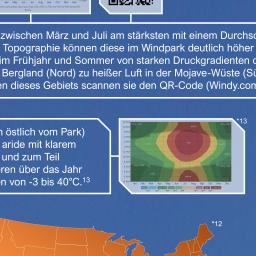 zwischen März und Juli am stärksten mit einem Durchsc
Topographie können diese im Windpark deutlich höher
im Frühjahr und Sommer von starken Druckgradienten
Bergland (Nord) zu heißer Luft in der Mojave-Wüste (Sü
en dieses Gebiets scannen sie den QR-Code (Windy.com
n östlich vom Park)
aride mit klarem
und zum Teil
eren über das Jahr
en von -3 bis 40°C.¹³
*13
*12